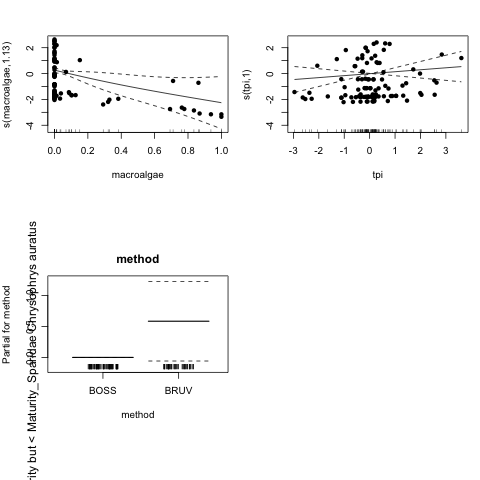 s(macroalgae,1.13)
2
0
-2
-4
0.0 0.2 0.4 0.6 0.8 1.0
macroalgae
s(tpi,1)
2
0
-2
-4
-3 -2 -1 0 1 2 3
tpi
method
Partial for method
rity but < Maturity_Sparidae Chrysophrys auratus
BOSS BRUV
method